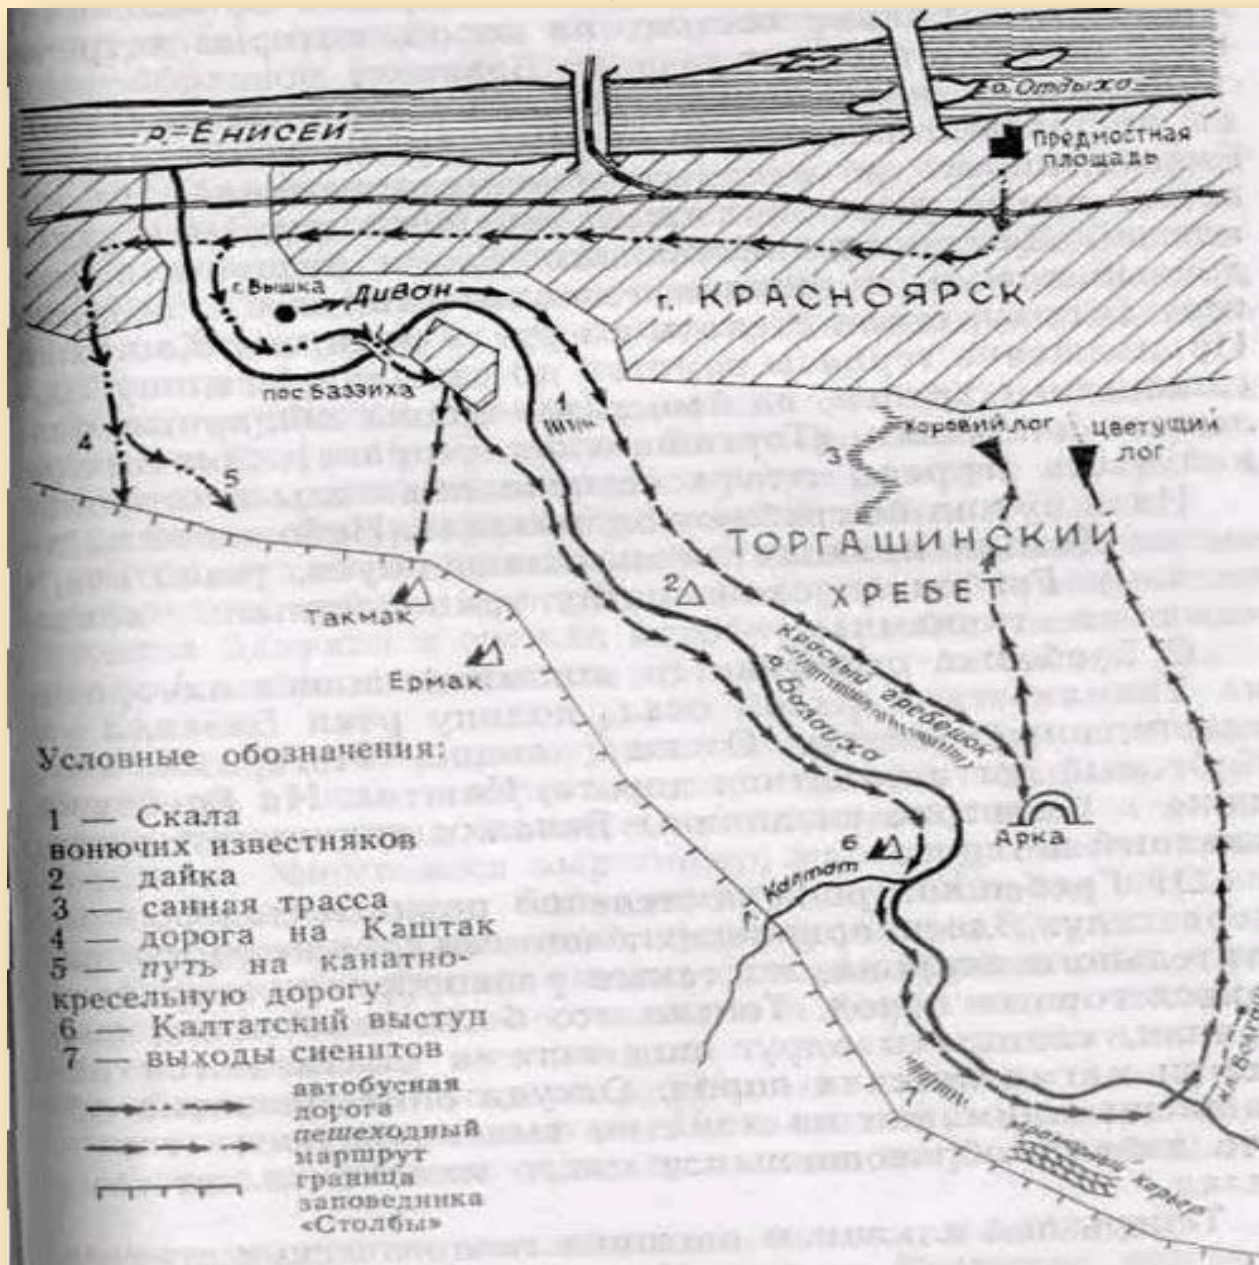 р. Енисей
о. Отдыха
Предмостная
площадь
г. Вышка
Диван
г. КРАСНОЯРСК
пос Базаиха
1
Коровий лог
Цветущий
лог
3
4
5
ТОРГАШИНСКИЙ
ХРЕБЕТ
2
Такмак
Ермак
Красный гребешок
р. Базаиха
Арка
6
Калтат
7
Мраморный
карьер
Условные обозначения:
1 — Скала
вонючих известняков
2 — дайка
3 — санная трасса
4 — дорога на Каштак
5 — путь на канатно-
кресельную дорогу
6 — Калтатский выступ
7 — выходы сиенитов
автобусная
дорога
пешеходный
маршрут
граница
заповедника
«Столбы»